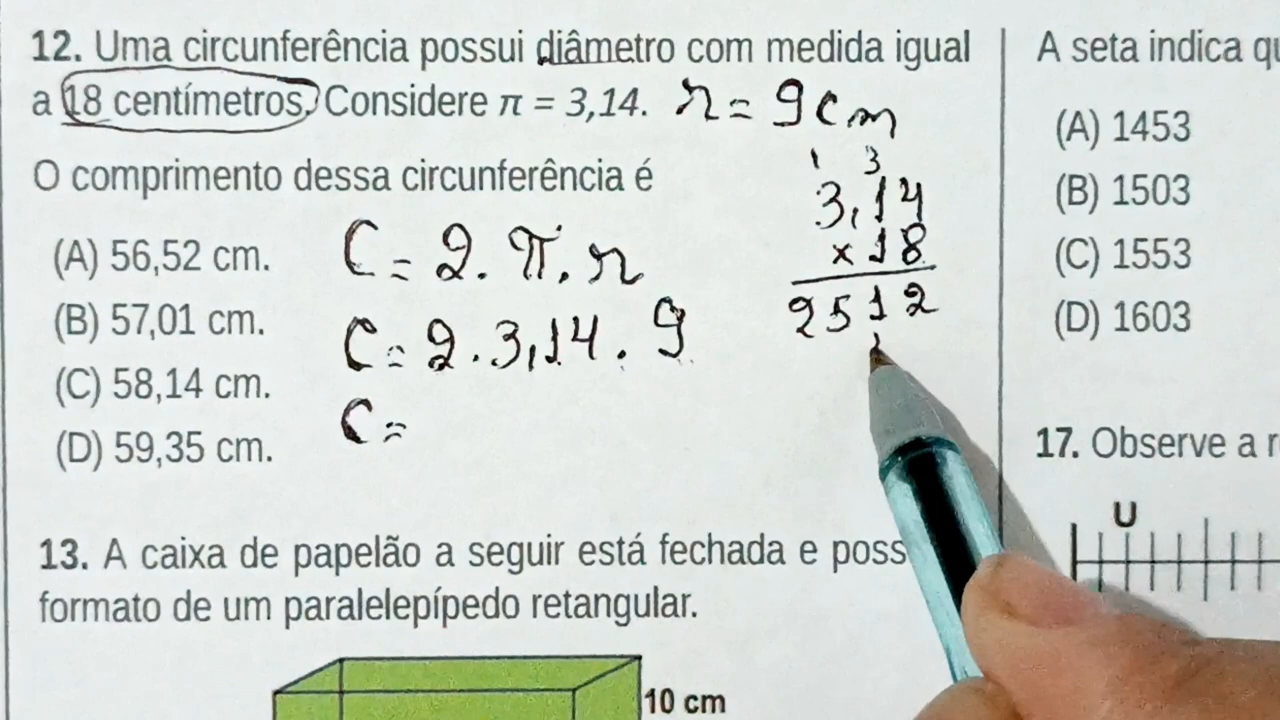 12. Uma circunferência possui diâmetro com medida igual
a 18 centímetros. Considere π = 3,14. r = 9 cm
O comprimento dessa circunferência é
(A) 56,52 cm.
(B) 57,01 cm.
(C) 58,14 cm.
(D) 59,35 cm.
C = 2 . π . r
C = 2 . 3,14 . 9
C =
1 3
3,14
x 18
2512
13. A caixa de papelão a seguir está fechada e poss
formato de um paralelepípedo retangular.
10 cm
A seta indica
(A) 1453
(B) 1503
(C) 1553
(D) 1603
17. Observe a
U